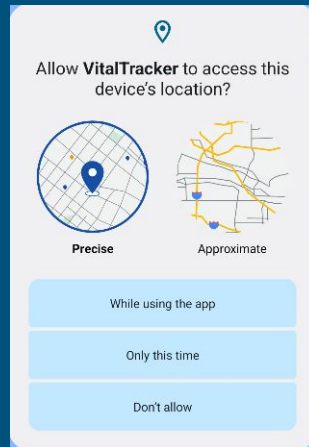 Allow VitalTracker to access this
device's location?
Precise
Approximate
While using the app
Only this time
Don't allow